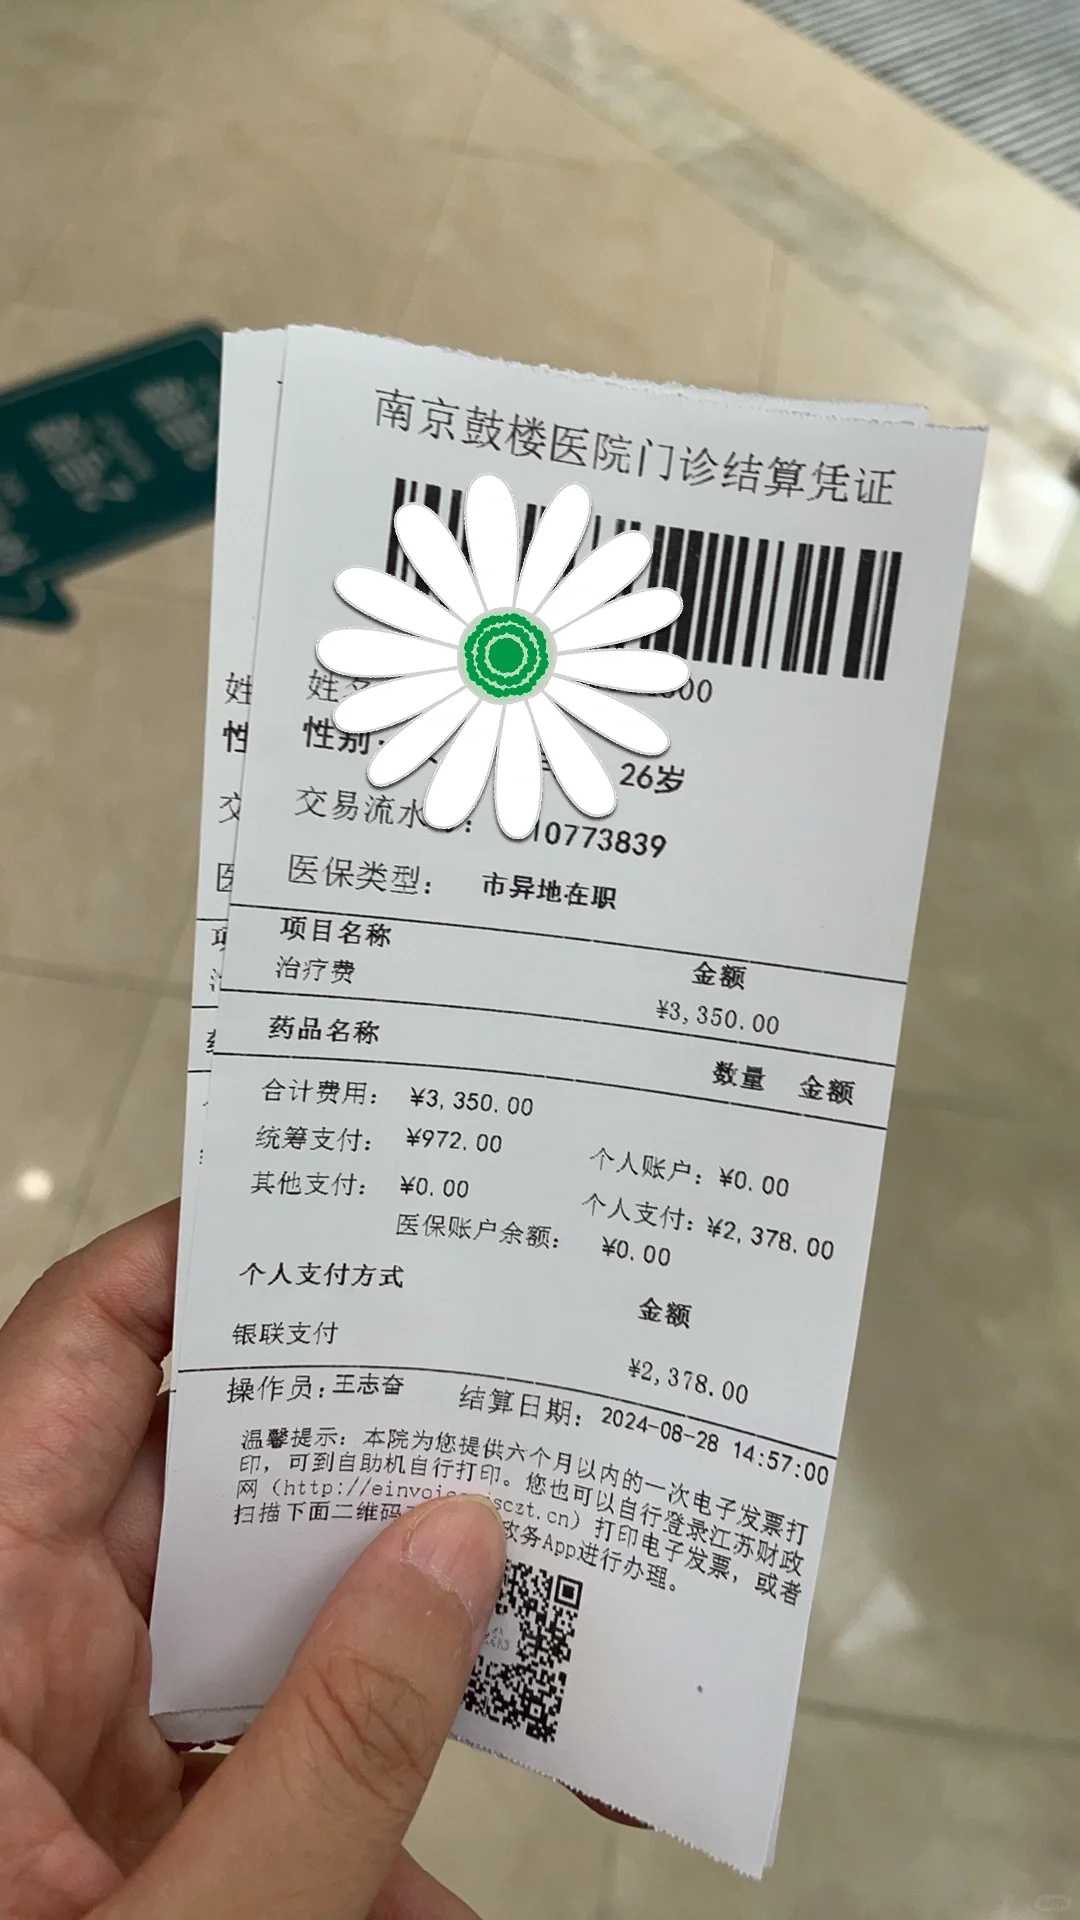 南京鼓楼医院门诊结算凭证
姓名
性别
26岁
交易流水
10773839
医保类型： 市异地在职
项目名称 金额
治疗费 ¥3,350.00
药品名称 数量 金额
合计费用： ¥3,350.00
统筹支付： ¥972.00 个人账户：¥0.00
其他支付： ¥0.00 个人支付：¥2,378.00
医保账户余额： ¥0.00
个人支付方式 金额
银联支付 ¥2,378.00
操作员：王志奋 结算日期： 2024-08-28 14:57:00
温馨提示：本院为您提供六个月以内的一次电子发票打
印，可到自助机自行打印。您也可以自行登录江苏财政
网（http://einvoice.jsczt.cn）打印电子发票，或者
扫描下面二维码 政务App进行办理。